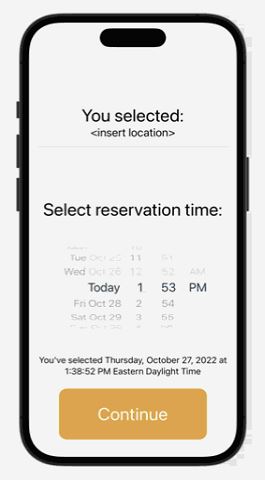 You selected:
<insert location>
Select reservation time:
Tue Oct 25 11 51
Wed Oct 26 12 52 AM
Today 1 53 PM
Fri Oct 28 2 54
Sat Oct 29 3 55
You've selected Thursday, October 27, 2022 at
1:38:52 PM Eastern Daylight Time
Continue